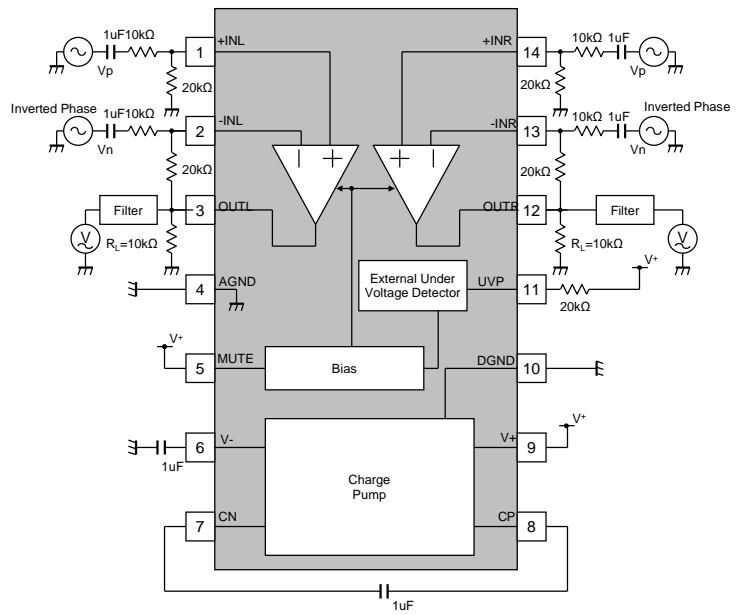 1uF10kΩ
1
+INL
Vp
20kΩ
Inverted Phase
1uF10kΩ
2
-INL
Vn
20kΩ
Filter
3
OUTL
V
RL=10kΩ
4
AGND
V+
5
MUTE
Bias
6
V-
1uF
7
CN
Charge
Pump
External Under
Voltage Detector
+INR
14
10kΩ
1uF
Vp
20kΩ
-INR
13
10kΩ
1uF
Inverted Phase
Vn
20kΩ
OUTR
12
Filter
V
RL=10kΩ
UVP
11
V+
20kΩ
DGND
10
V+
9
V+
CP
8
1uF